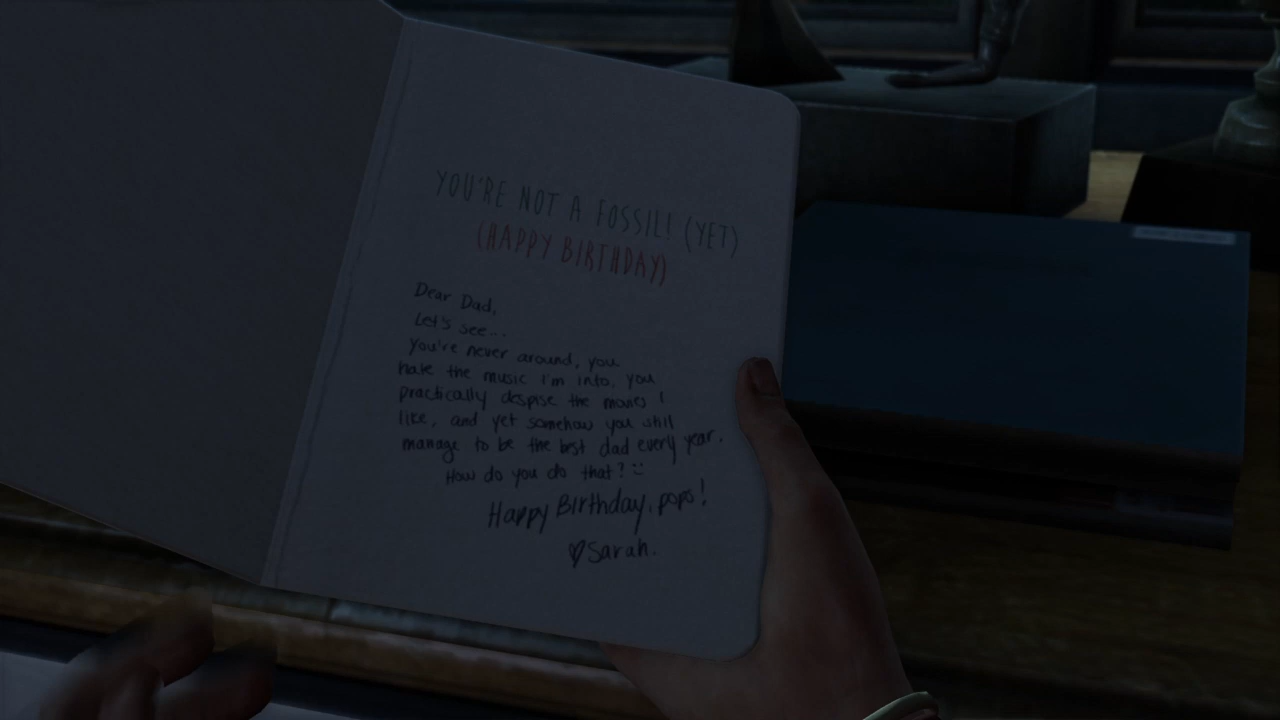 YOU'RE NOT A FOSSIL! (YET)
(HAPPY BIRTHDAY)
Dear Dad,
Let's see...
You're never around, you
hate the music i'm into, you
practically despise the movies i
like, and yet somehow you still
manage to be the best dad every year.
How do you do that? :)
Happy Birthday, pops!
♡Sarah.